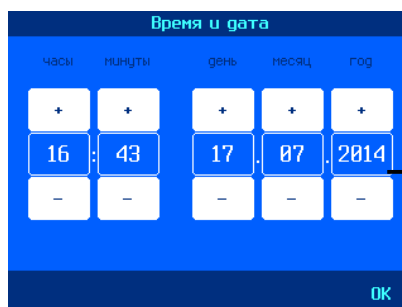 Время и дата
часы минуты день месяц год
+ + + + +
16 : 43 17 . 07 . 2014
– – – – –
OK